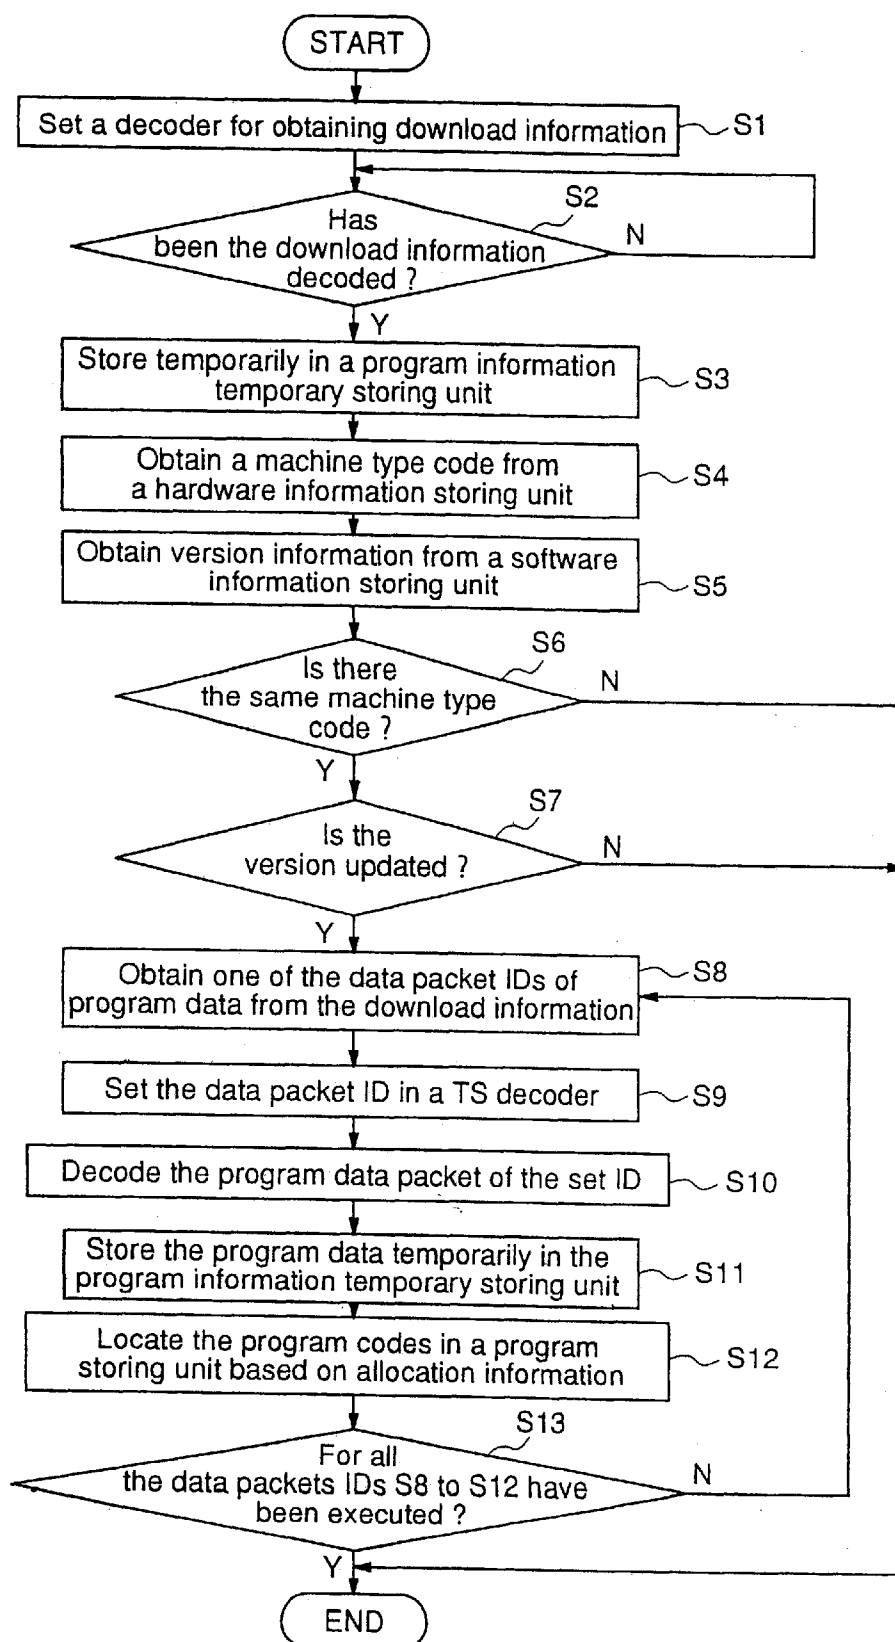 START
Set a decoder for obtaining download information
S1
S2
Has
been the download information
decoded ?
N
Y
Store temporarily in a program information
temporary storing unit
S3
Obtain a machine type code from
a hardware information storing unit
S4
Obtain version information from a software
information storing unit
S5
S6
Is there
the same machine type
code ?
N
Y
S7
Is the
version updated ?
N
Y
Obtain one of the data packet IDs of
program data from the download information
S8
Set the data packet ID in a TS decoder
S9
Decode the program data packet of the set ID
S10
Store the program data temporarily in the
program information temporary storing unit
S11
Locate the program codes in a program
storing unit based on allocation information
S12
S13
For all
the data packets IDs S8 to S12 have
been executed ?
N
Y
END